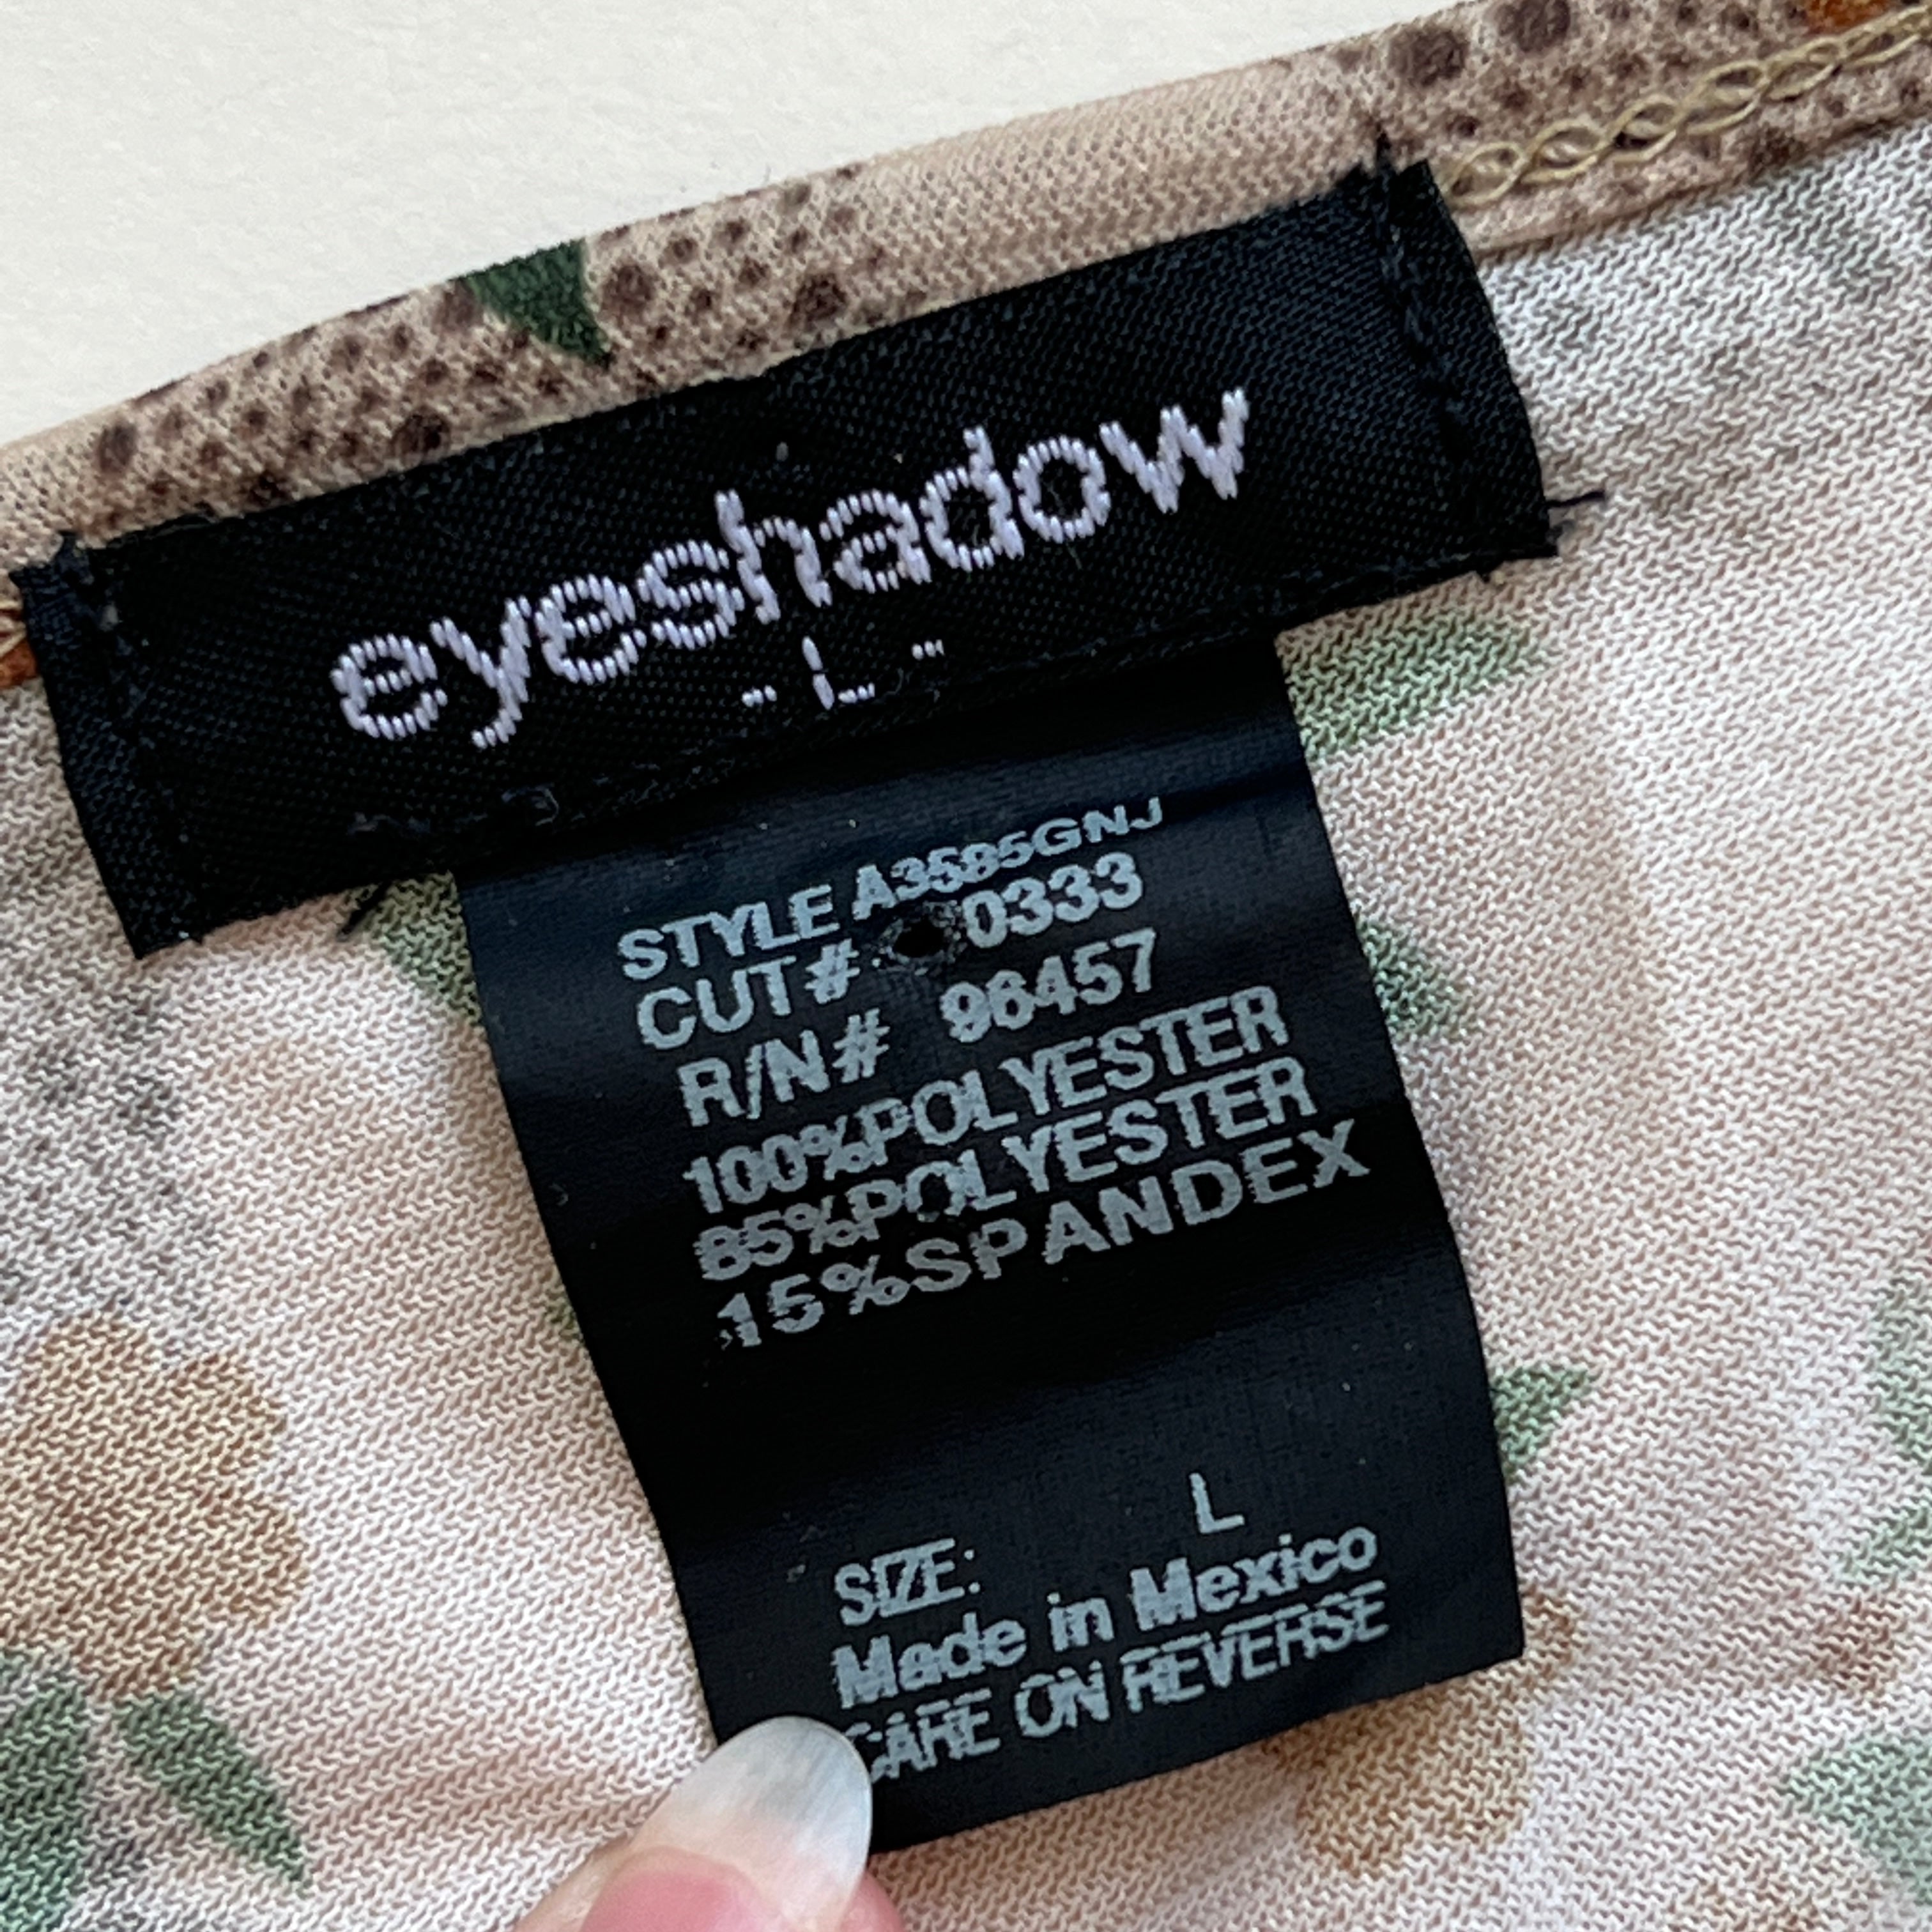 eyeshadow
- L -
STYLE A3585GNJ
CUT# 0333
R/N# 96457
100%POLYESTER
85%POLYESTER
15%SPANDEX
SIZE: L
Made in Mexico
CARE ON REVERSE